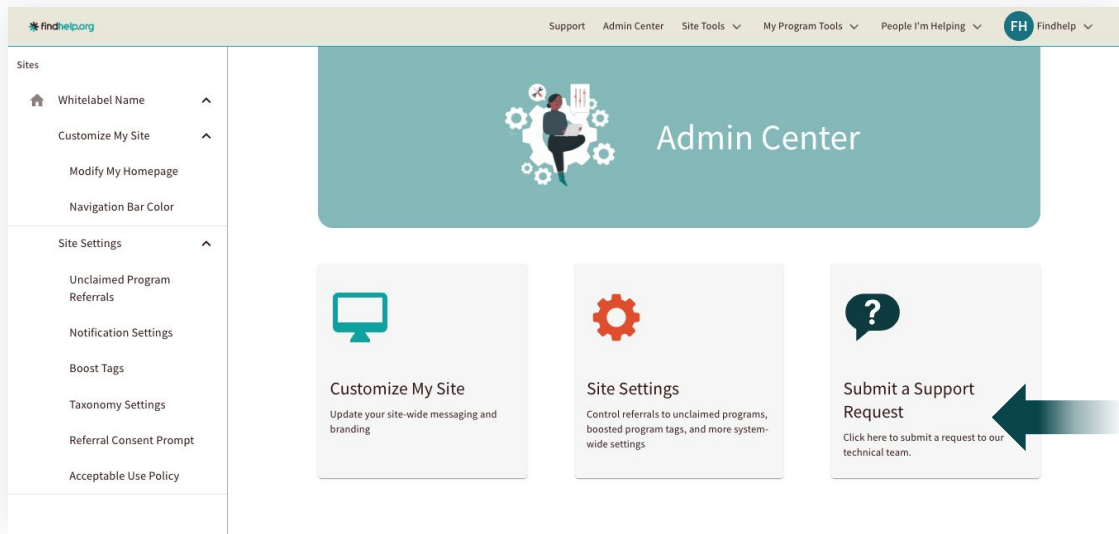 findhelp.org
Support Admin Center Site Tools My Program Tools People I'm Helping FH Findhelp
Sites
Whitelabel Name
Customize My Site
Modify My Homepage
Navigation Bar Color
Site Settings
Unclaimed Program
Referrals
Notification Settings
Boost Tags
Taxonomy Settings
Referral Consent Prompt
Acceptable Use Policy
Admin Center
Customize My Site
Update your site-wide messaging and
branding
Site Settings
Control referrals to unclaimed programs,
boosted program tags, and more system-
wide settings
?
Submit a Support
Request
Click here to submit a request to our
technical team.